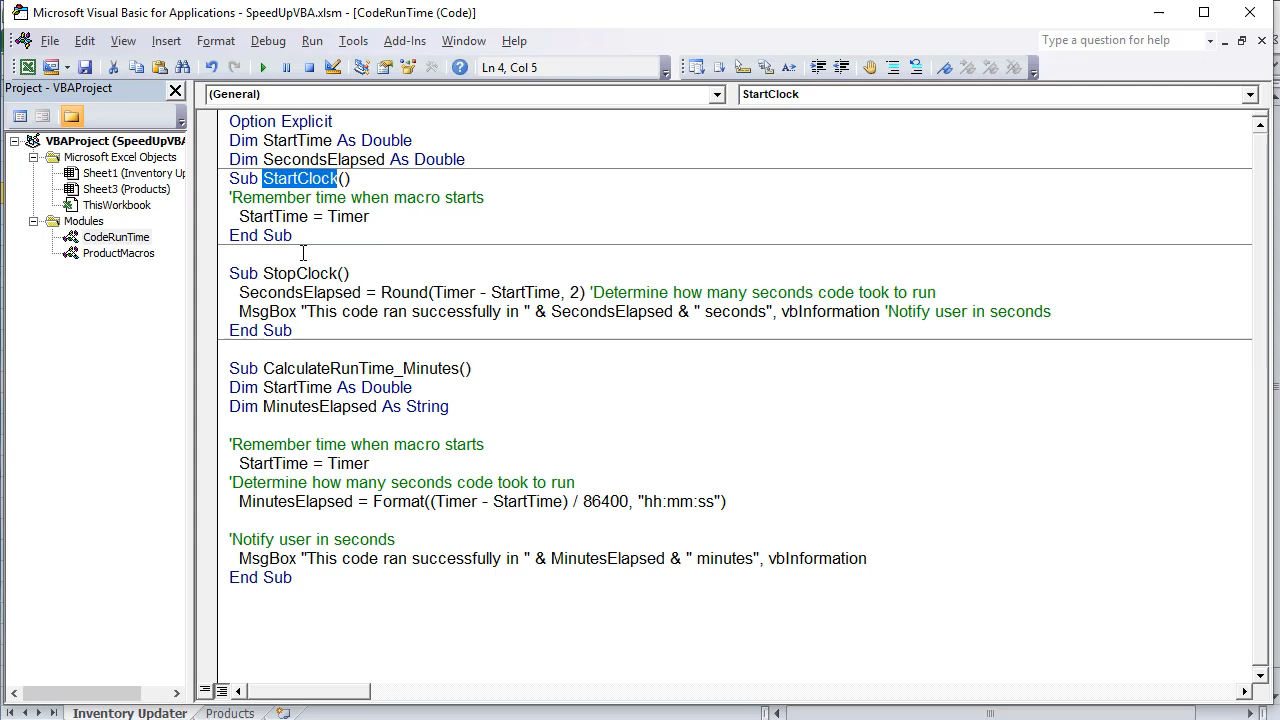 Microsoft Visual Basic for Applications - SpeedUpVBA.xlsm - [CodeRunTime (Code)]
File Edit View Insert Format Debug Run Tools Add-Ins Window Help Type a question for help
Ln 4, Col 5
Project - VBAProject
(General) StartClock
VBAProject (SpeedUpVBA
Microsoft Excel Objects
Sheet1 (Inventory Up
Sheet3 (Products)
ThisWorkbook
Modules
CodeRunTime
ProductMacros
Option Explicit
Dim StartTime As Double
Dim SecondsElapsed As Double
Sub StartClock()
'Remember time when macro starts
StartTime = Timer
End Sub
Sub StopClock()
SecondsElapsed = Round(Timer - StartTime, 2) 'Determine how many seconds code took to run
MsgBox "This code ran successfully in " & SecondsElapsed & " seconds", vbInformation 'Notify user in seconds
End Sub
Sub CalculateRunTime_Minutes()
Dim StartTime As Double
Dim MinutesElapsed As String
'Remember time when macro starts
StartTime = Timer
'Determine how many seconds code took to run
MinutesElapsed = Format((Timer - StartTime) / 86400, "hh:mm:ss")
'Notify user in seconds
MsgBox "This code ran successfully in " & MinutesElapsed & " minutes", vbInformation
End Sub
Inventory Updater Products